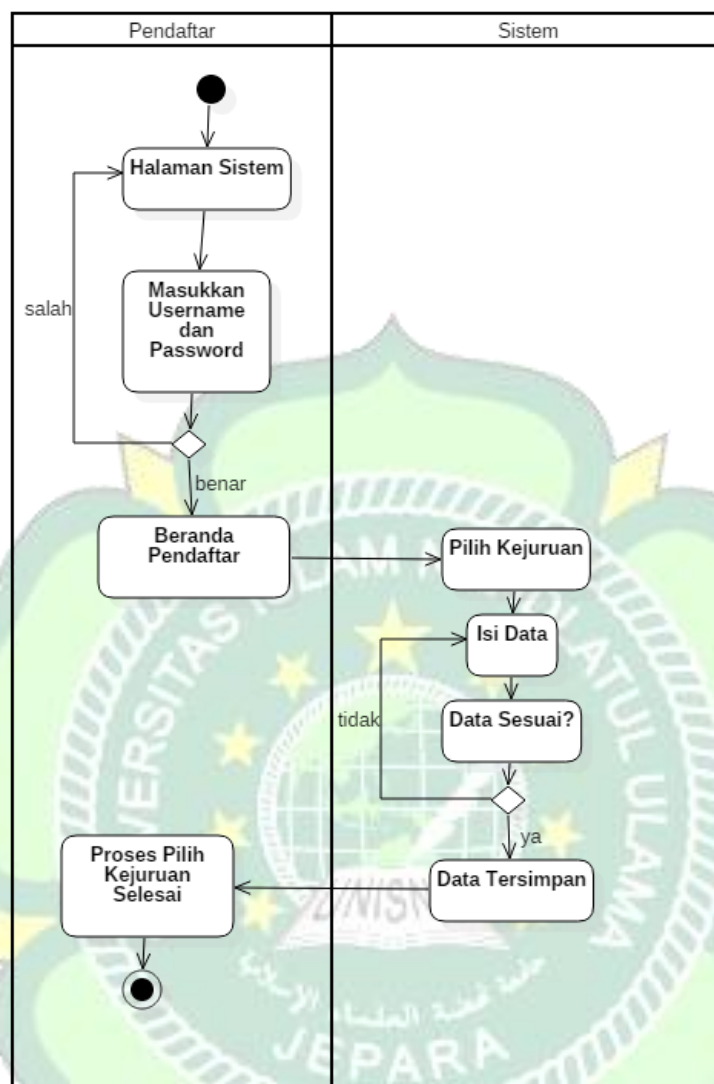 Pendaftar
Sistem
Halaman Sistem
Masukkan
Username
dan
Password
salah
benar
Beranda
Pendaftar
Pilih Kejuruan
Isi Data
tidak
Data Sesuai?
ya
Data Tersimpan
Proses Pilih
Kejuruan
Selesai
UNISNU
JEPARA